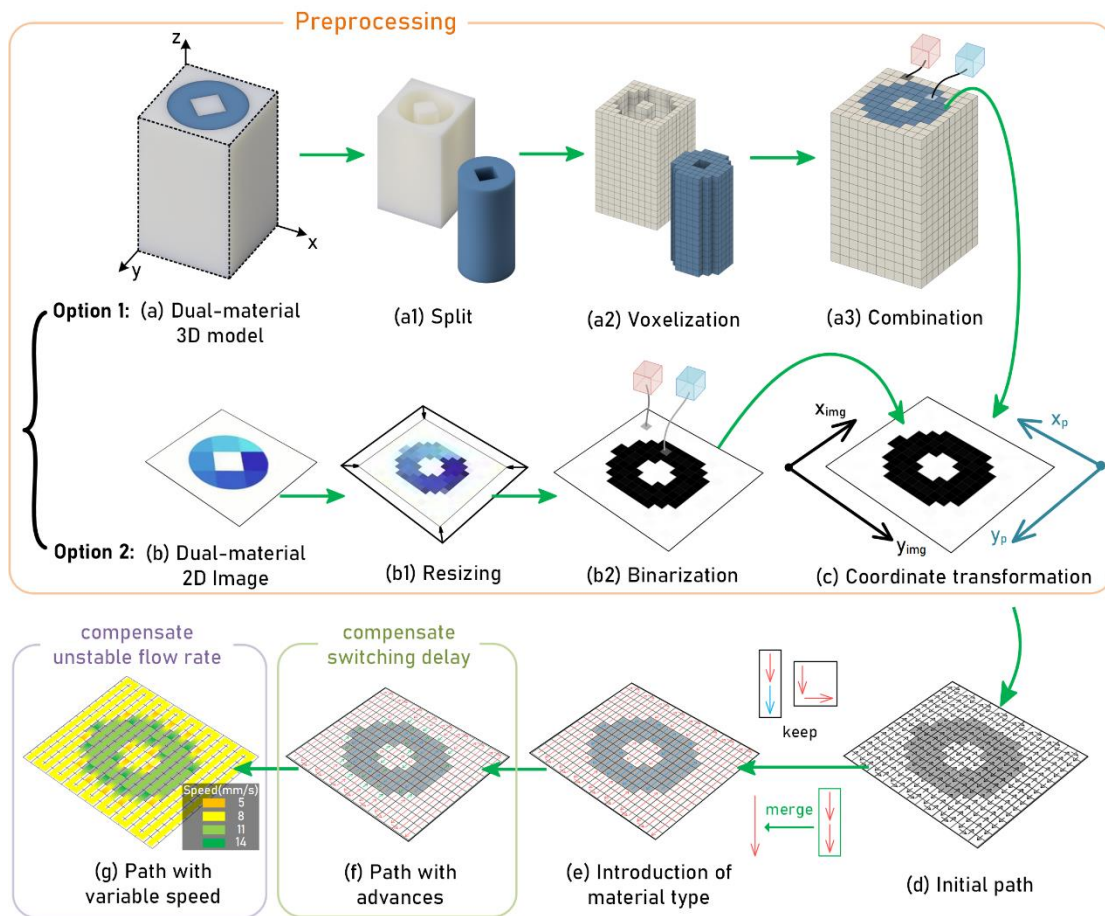 Preprocessing
z
x
y
Option 1: (a) Dual-material
3D model
(a1) Split
(a2) Voxelization
(a3) Combination
Option 2: (b) Dual-material
2D Image
(b1) Resizing
(b2) Binarization
x_img
y_img
x_p
y_p
(c) Coordinate transformation
compensate
unstable flow rate
compensate
switching delay
keep
merge
Speed(mm/s)
5
8
11
14
(g) Path with
variable speed
(f) Path with
advances
(e) Introduction of
material type
(d) Initial path